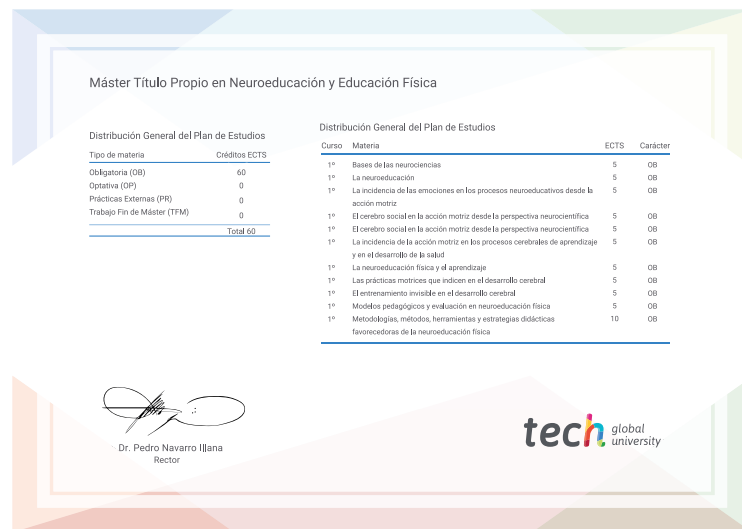 Máster Título Propio en Neuroeducación y Educación Física
Distribución General del Plan de Estudios
Tipo de materia Créditos ECTS
Obligatoria (OB) 60
Optativa (OP) 0
Prácticas Externas (PR) 0
Trabajo Fin de Máster (TFM) 0
Total 60
Distribución General del Plan de Estudios
Curso Materia ECTS Carácter
1º Bases de las neurociencias 5 OB
1º La neuroeducación 5 OB
1º La incidencia de las emociones en los procesos neuroeducativos desde la 5 OB
acción motriz
1º El cerebro social en la acción motriz desde la perspectiva neurocientífica 5 OB
1º El cerebro social en la acción motriz desde la perspectiva neurocientífica 5 OB
1º La incidencia de la acción motriz en los procesos cerebrales de aprendizaje 5 OB
y en el desarrollo de la salud
1º La neuroeducación física y el aprendizaje 5 OB
1º Las prácticas motrices que indicen en el desarrollo cerebral 5 OB
1º El entrenamiento invisible en el desarrollo cerebral 5 OB
1º Modelos pedagógicos y evaluación en neuroeducación física 5 OB
1º Metodologías, métodos, herramientas y estrategias didácticas 10 OB
favorecedoras de la neuroeducación física
Dr. Pedro Navarro Illana
Rector
tech global
university